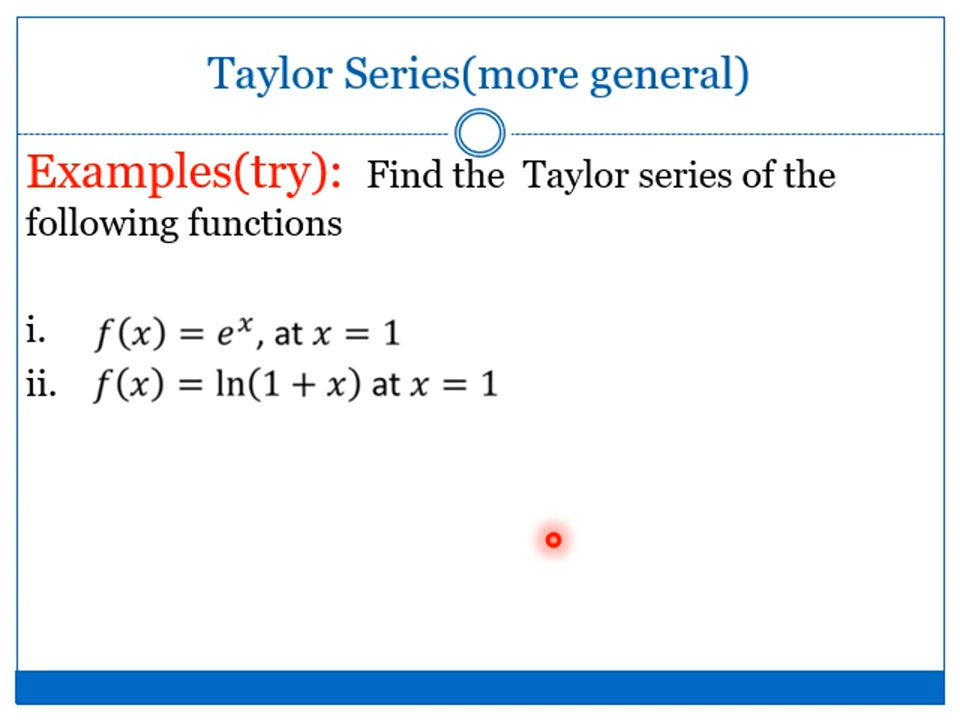 Taylor Series(more general)
Examples(try): Find the Taylor series of the
following functions
i. f(x) = eˣ, at x = 1
ii. f(x) = ln(1 + x) at x = 1